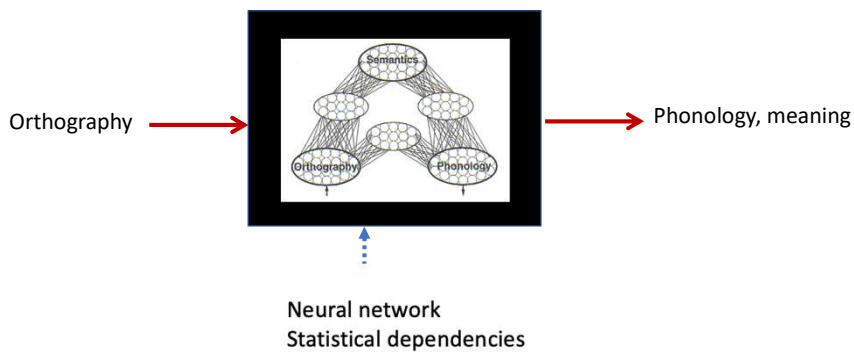 Semantics
Orthography
Phonology, meaning
Orthography
Phonology
Neural network
Statistical dependencies